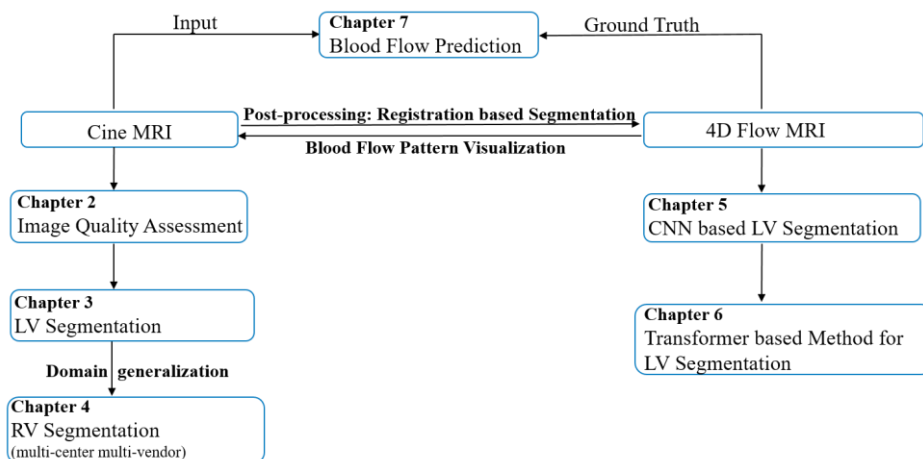 Input
Chapter 7
Blood Flow Prediction
Ground Truth
Cine MRI
Post-processing: Registration based Segmentation
Blood Flow Pattern Visualization
4D Flow MRI
Chapter 2
Image Quality Assessment
Chapter 5
CNN based LV Segmentation
Chapter 3
LV Segmentation
Chapter 6
Transformer based Method for
LV Segmentation
Domain generalization
Chapter 4
RV Segmentation
(multi-center multi-vendor)